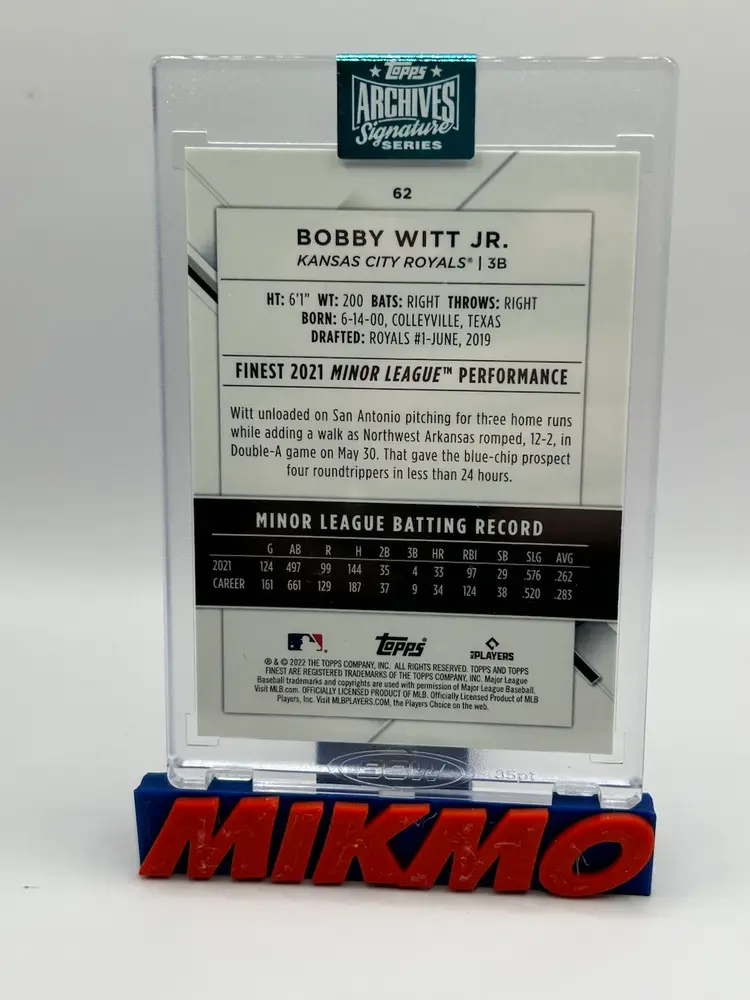 Topps
ARCHIVES
Signature
SERIES
62
BOBBY WITT JR.
KANSAS CITY ROYALS® | 3B
HT: 6'1" WT: 200 BATS: RIGHT THROWS: RIGHT
BORN: 6-14-00, COLLEYVILLE, TEXAS
DRAFTED: ROYALS #1-JUNE, 2019
FINEST 2021 MINOR LEAGUE™ PERFORMANCE
Witt unloaded on San Antonio pitching for three home runs
while adding a walk as Northwest Arkansas romped, 12-2, in
Double-A game on May 30. That gave the blue-chip prospect
four roundtrippers in less than 24 hours.
MINOR LEAGUE BATTING RECORD
G AB R H 2B 3B HR RBI SB SLG AVG
2021 124 497 99 144 35 4 33 97 29 .576 .262
CAREER 161 661 129 187 37 9 34 124 38 .520 .283
Topps® PLAYERS
® & © 2022 THE TOPPS COMPANY, INC. ALL RIGHTS RESERVED. TOPPS AND TOPPS
FINEST ARE REGISTERED TRADEMARKS OF THE TOPPS COMPANY, INC. Major League
Baseball trademarks and copyrights are used with permission of Major League Baseball.
Visit MLB.com. OFFICIALLY LICENSED PRODUCT OF MLB. Officially Licensed Product of MLB
Players, Inc. Visit MLBPLAYERS.COM, the Players Choice on the web.
35pt
MIKMO